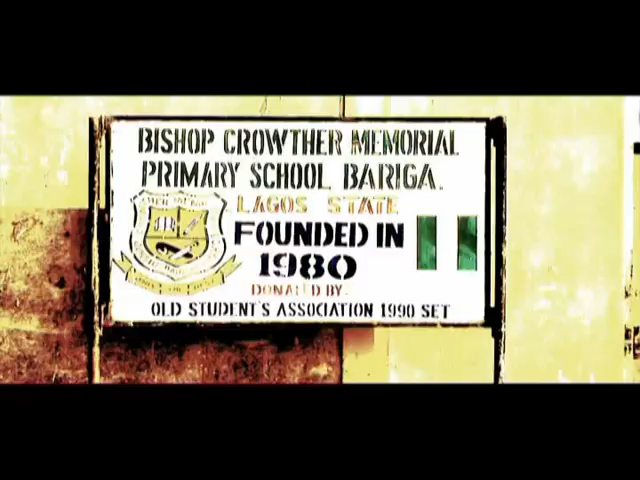 BISHOP CROWTHER MEMORIAL
PRIMARY SCHOOL BARIGA.
LAGOS STATE
FOUNDED IN
1980
DONATED BY:
OLD STUDENT'S ASSOCIATION 1990 SET